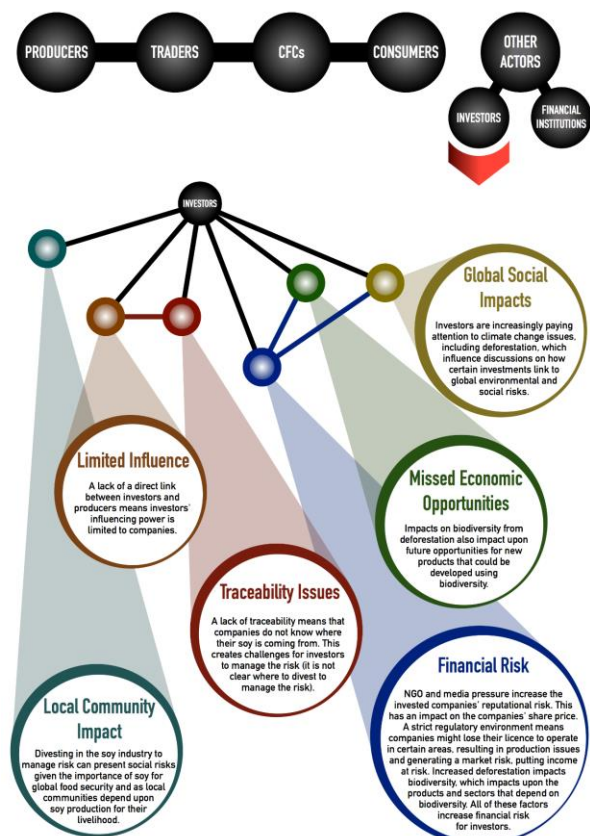 PRODUCERS
TRADERS
CFCs
CONSUMERS
OTHER
ACTORS
INVESTORS
FINANCIAL
INSTITUTIONS
INVESTORS
Global Social
Impacts
Investors are increasingly paying
attention to climate change issues,
including deforestation, which
influence discussions on how
certain investments link to
global environmental and
social risks.
Limited Influence
A lack of a direct link
between investors and
producers means investors'
influencing power is
limited to companies.
Missed Economic
Opportunities
Impacts on biodiversity from
deforestation also impact upon
future opportunities for new
products that could be
developed using
biodiversity.
Traceability Issues
A lack of traceability means that
companies do not know where
their soy is coming from. This
creates challenges for investors
to manage the risk (it is not
clear where to divest to
manage the risk).
Financial Risk
NGO and media pressure increase the
invested companies' reputational risk. This
has an impact on the companies' share price.
A strict regulatory environment means
companies might lose their licence to operate
in certain areas, resulting in production issues
and generating a market risk, putting income
at risk. Increased deforestation impacts
biodiversity, which impacts upon the
products and sectors that depend on
biodiversity. All of these factors
increase financial risk
for investors.
Local Community
Impact
Divesting in the soy industry to
manage risk can present social risks
given the importance of soy for
global food security and as local
communities depend upon
soy production for their
livelihood.